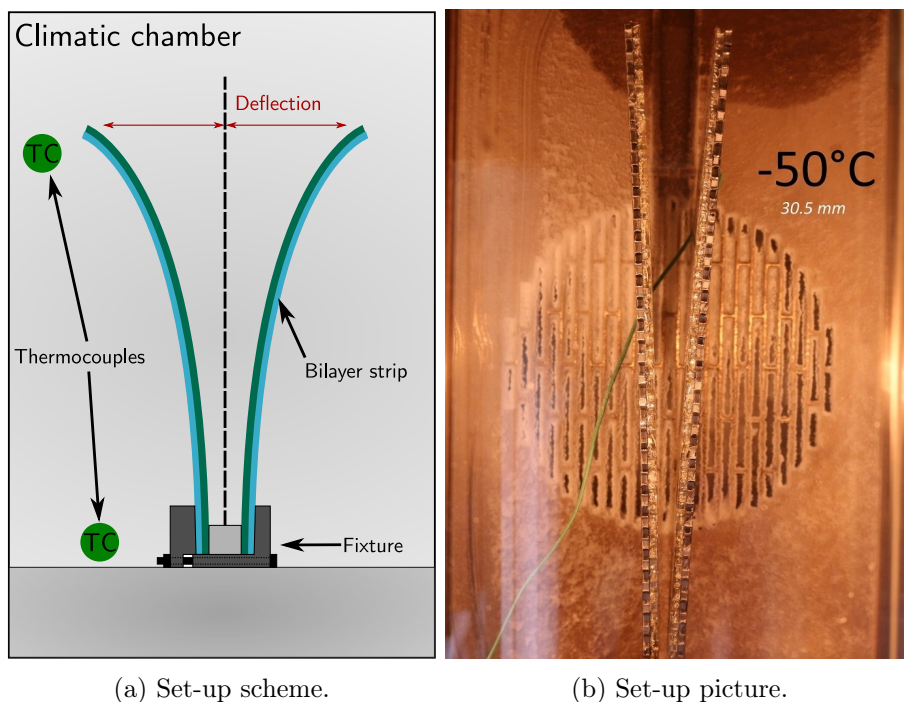 Climatic chamber
Deflection
TC
Thermocouples
Bilayer strip
TC
Fixture
-50°C
30.5 mm
(a) Set-up scheme.
(b) Set-up picture.